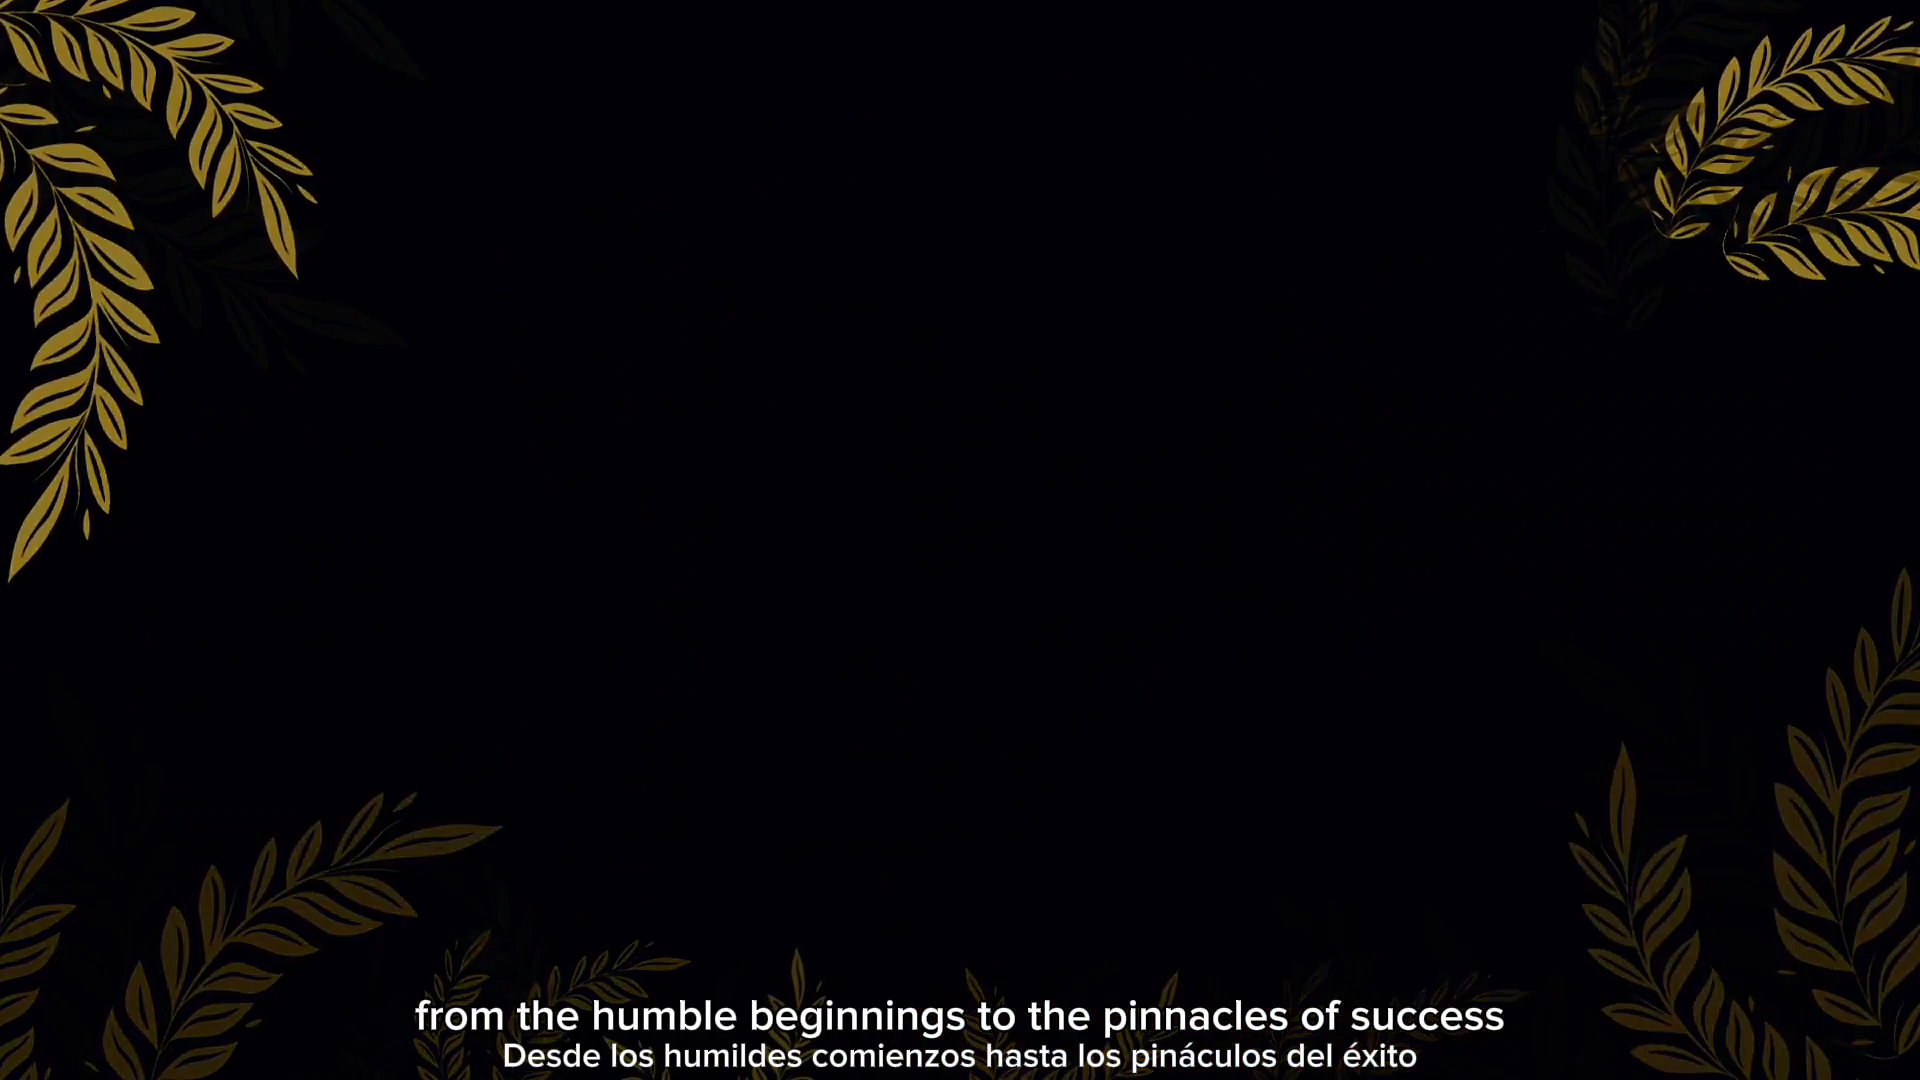 from the humble beginnings to the pinnacles of success
Desde los humildes comienzos hasta los pináculos del éxito